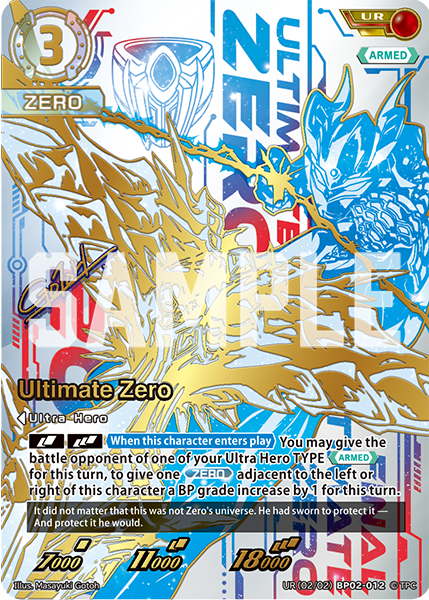 3
UR
ARMED
ZERO
ULTIMATE
ZERO
SAMPLE
Ultimate Zero
Ultra Hero
When this character enters play You may give the
battle opponent of one of your Ultra Hero TYPE ARMED
for this turn, to give one ZERO adjacent to the left or
right of this character a BP grade increase by 1 for this turn.
It did not matter that this was not Zero's universe. He had sworn to protect it —
And protect it he would.
7000 11000 18000
Illus. Masayuki Gotoh UR (02/02) BP02-012 © TPC